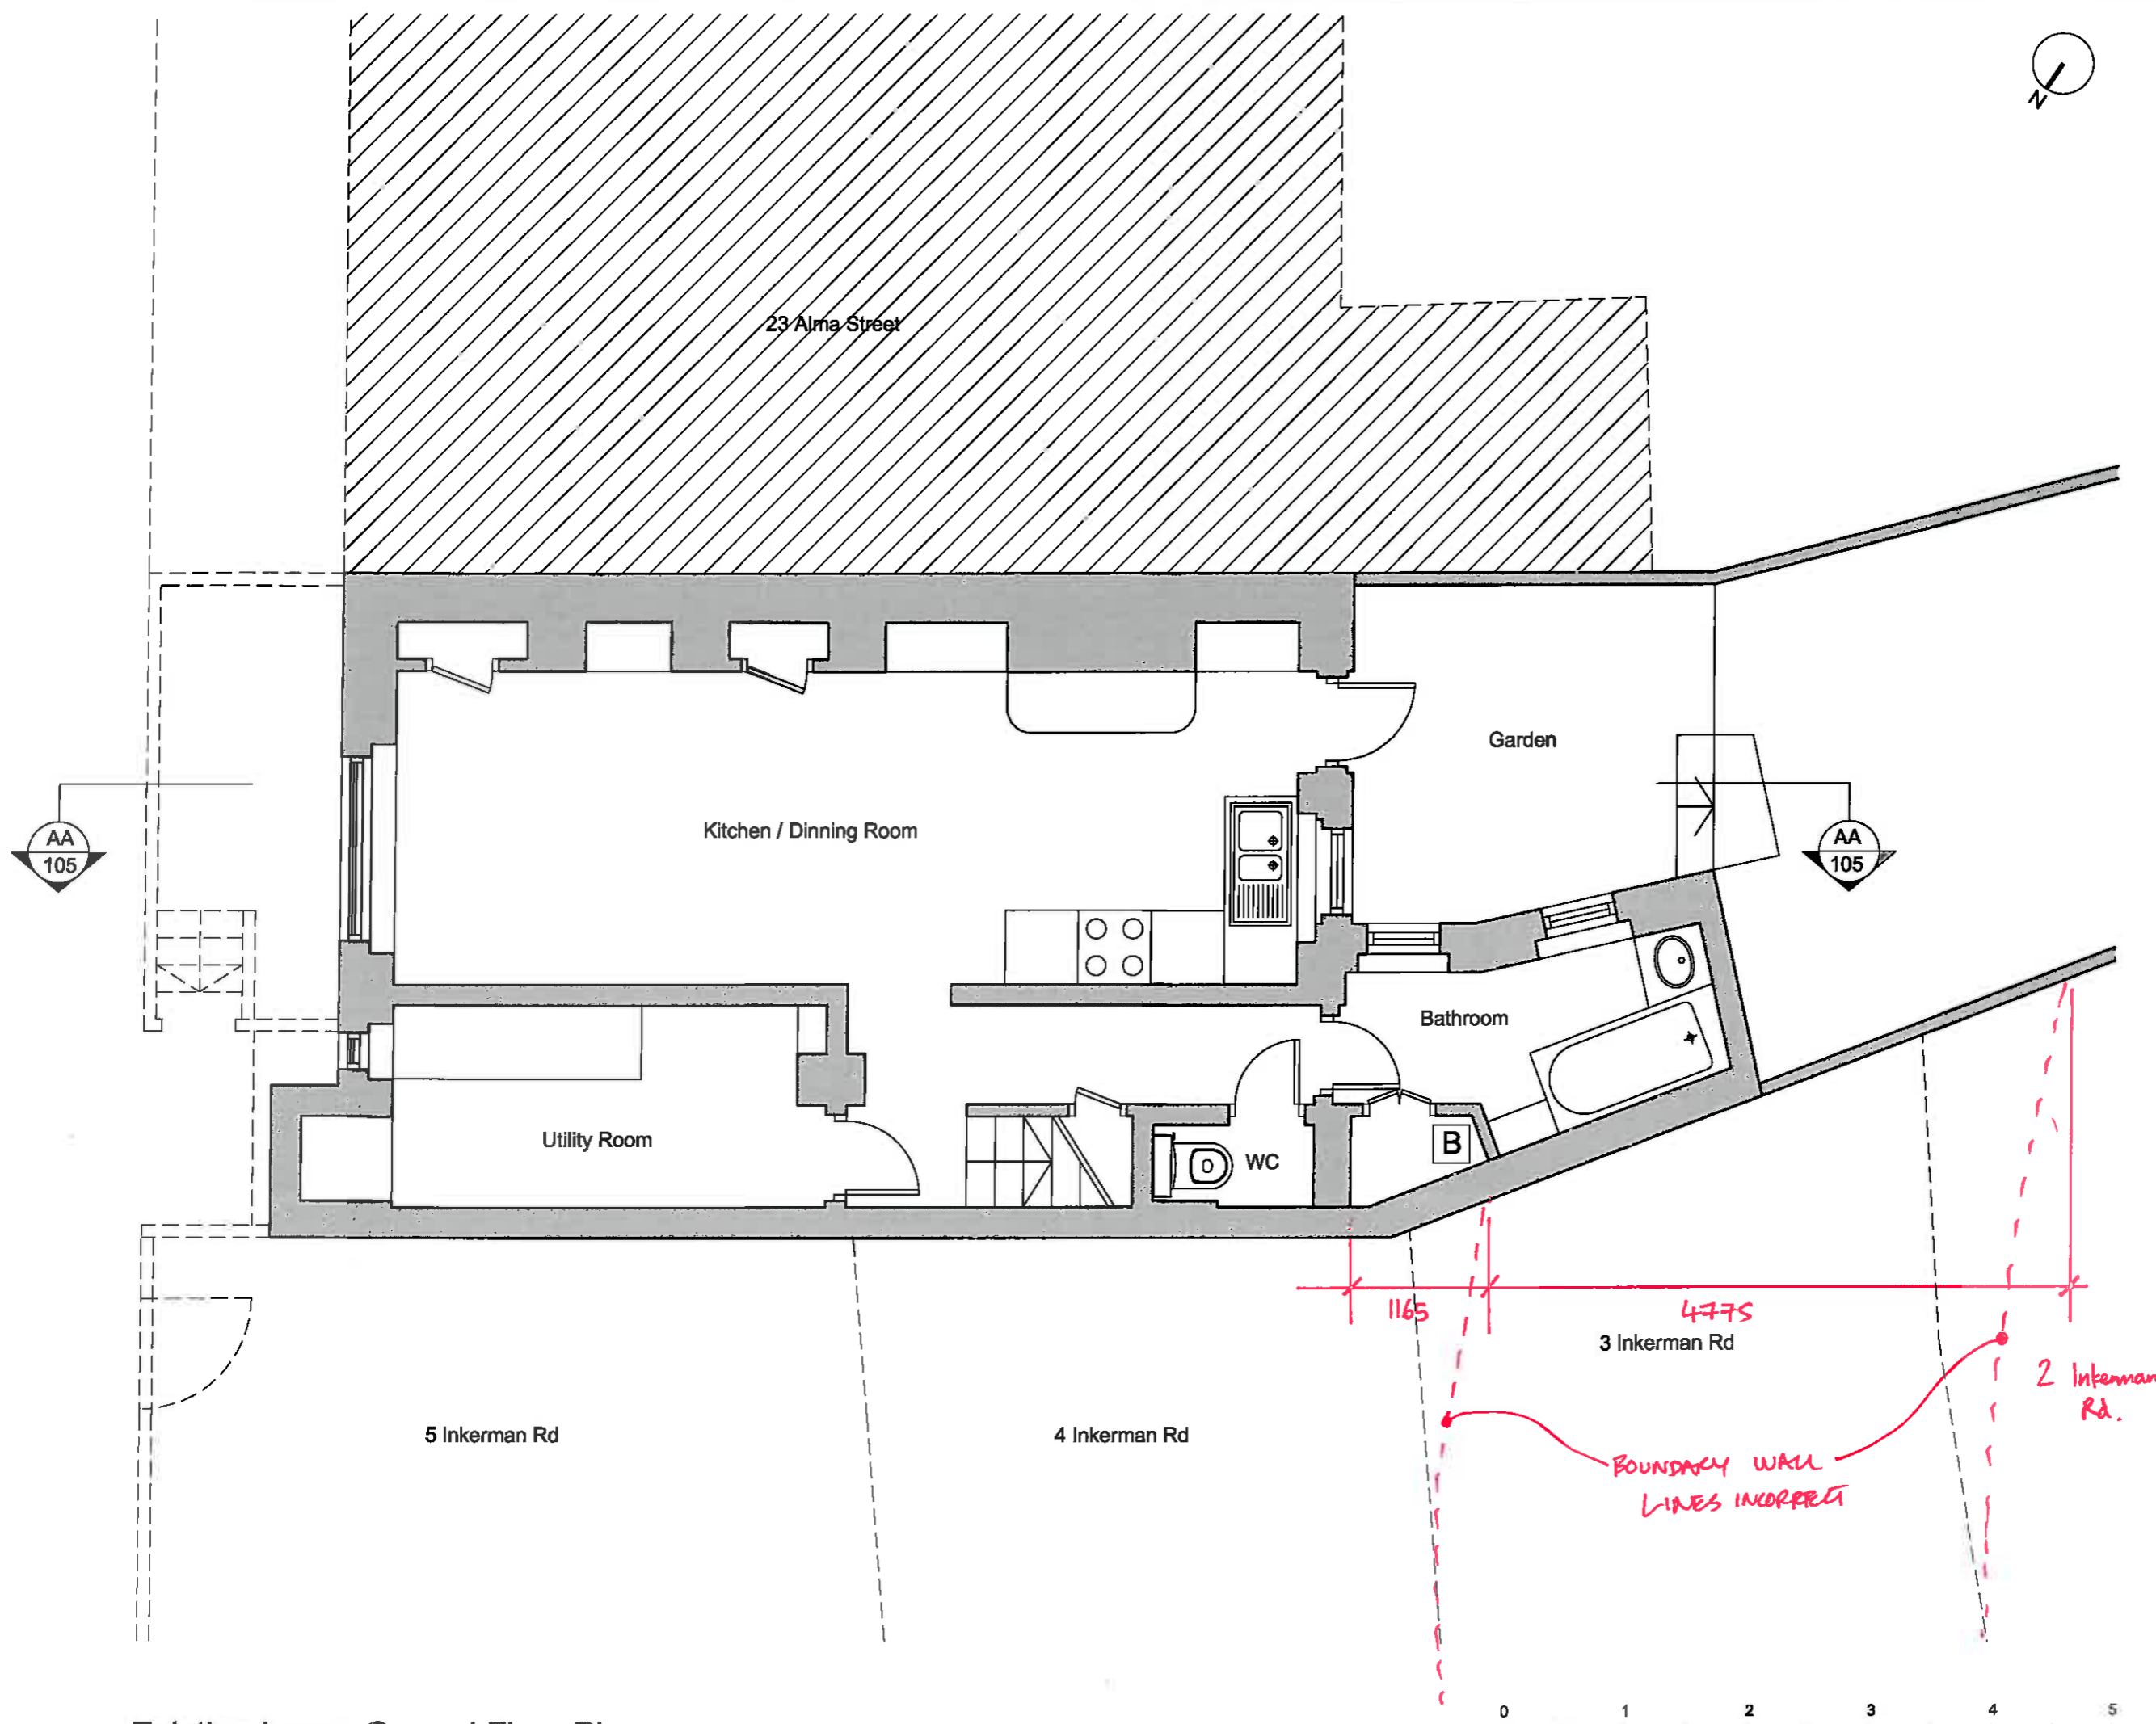 N
23 Alma Street
Garden
Kitchen / Dinning Room
AA
105
AA
105
Bathroom
Utility Room
WC
B
1165
4775
3 Inkerman Rd
2 Inkerman
Rd.
5 Inkerman Rd
4 Inkerman Rd
BOUNDARY WALL
LINES INCORRECT
0 1 2 3 4 5